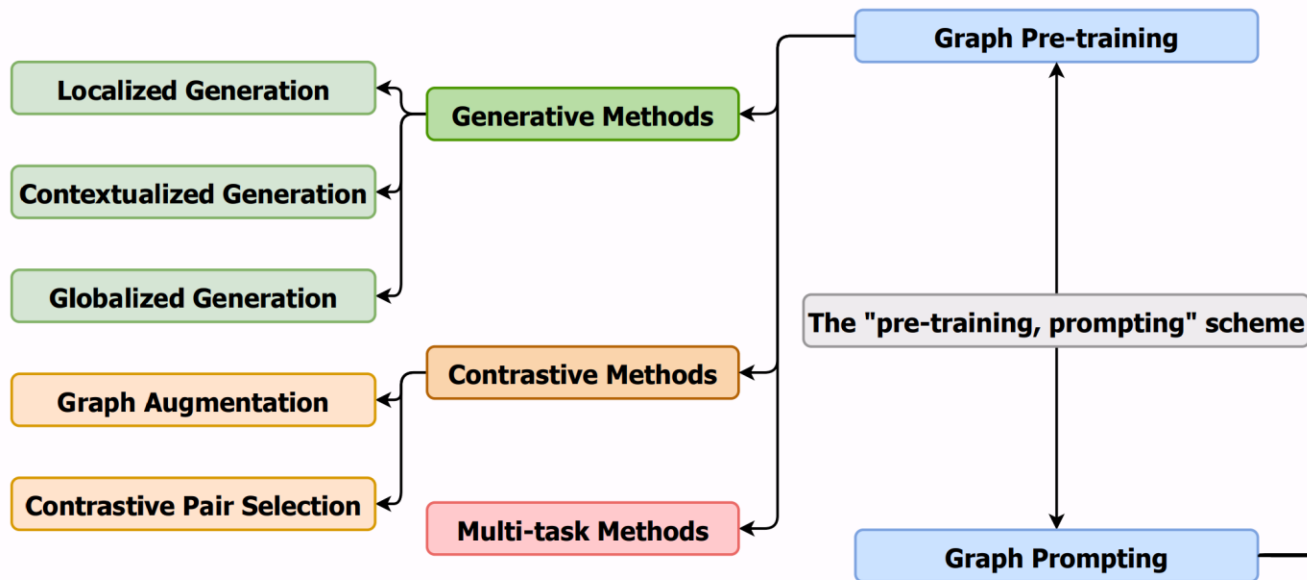 Graph Pre-training
Localized Generation
Generative Methods
Contextualized Generation
Globalized Generation
The "pre-training, prompting" scheme
Contrastive Methods
Graph Augmentation
Contrastive Pair Selection
Multi-task Methods
Graph Prompting